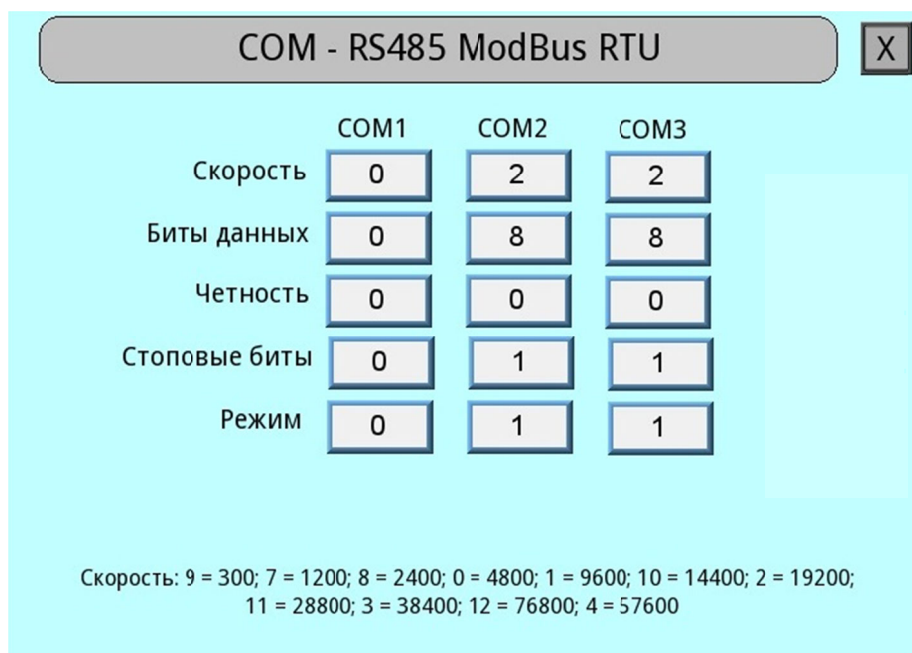 COM - RS485 ModBus RTU
X
COM1 COM2 COM3
Скорость 0 2 2
Биты данных 0 8 8
Четность 0 0 0
Стоповые биты 0 1 1
Режим 0 1 1
Скорость: 9 = 300; 7 = 1200; 8 = 2400; 0 = 4800; 1 = 9600; 10 = 14400; 2 = 19200;
11 = 28800; 3 = 38400; 12 = 76800; 4 = 57600